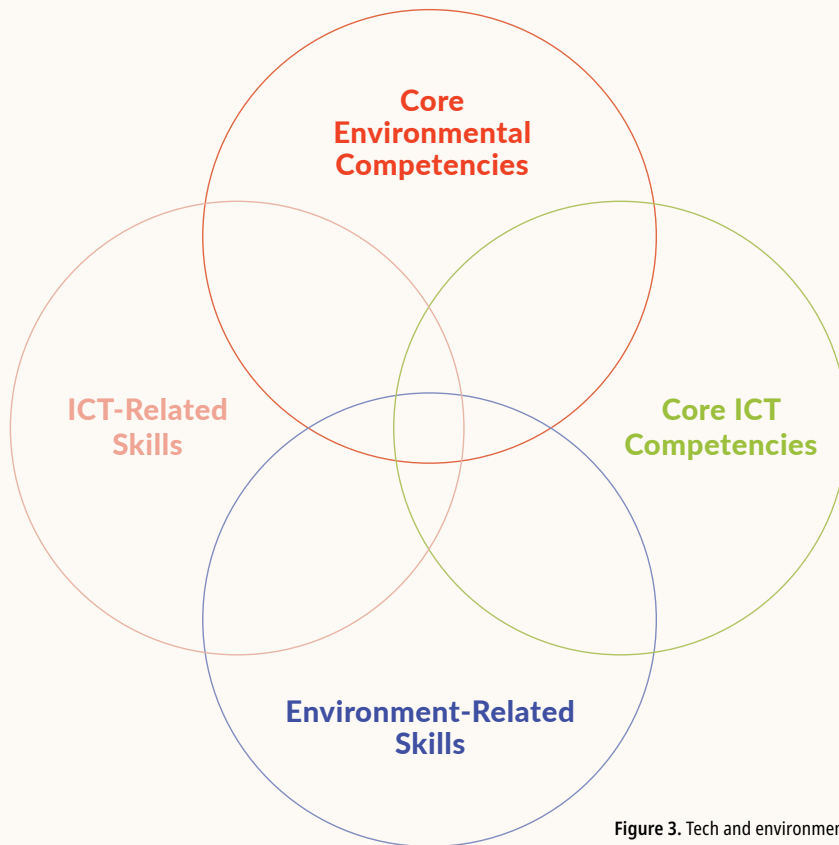 Core
Environmental
Competencies
ICT-Related
Skills
Core ICT
Competencies
Environment-Related
Skills
Figure 3. Tech and environmen